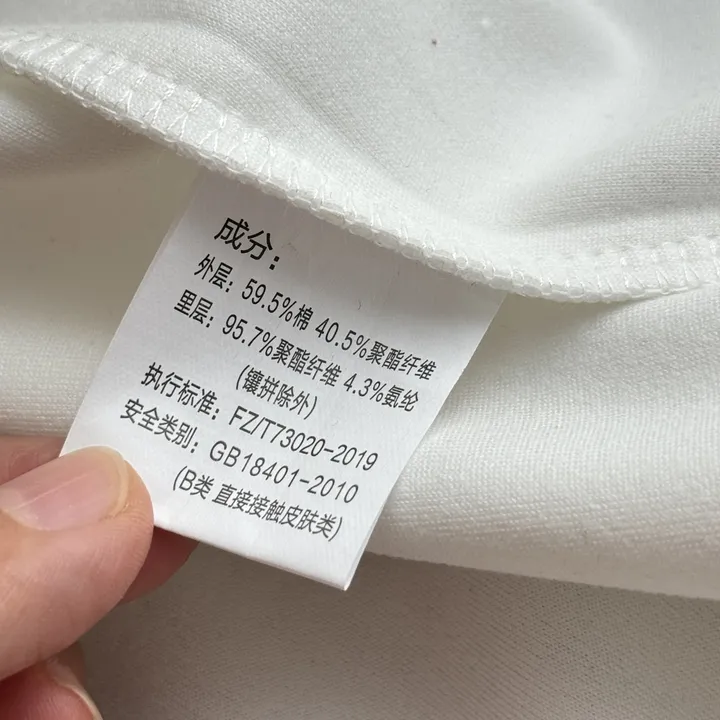 成分：
外层：59.5%棉 40.5%聚酯纤维
里层：95.7%聚酯纤维 4.3%氨纶
(镶拼除外)
执行标准：FZ/T73020-2019
安全类别：GB18401-2010
(B类 直接接触皮肤类)